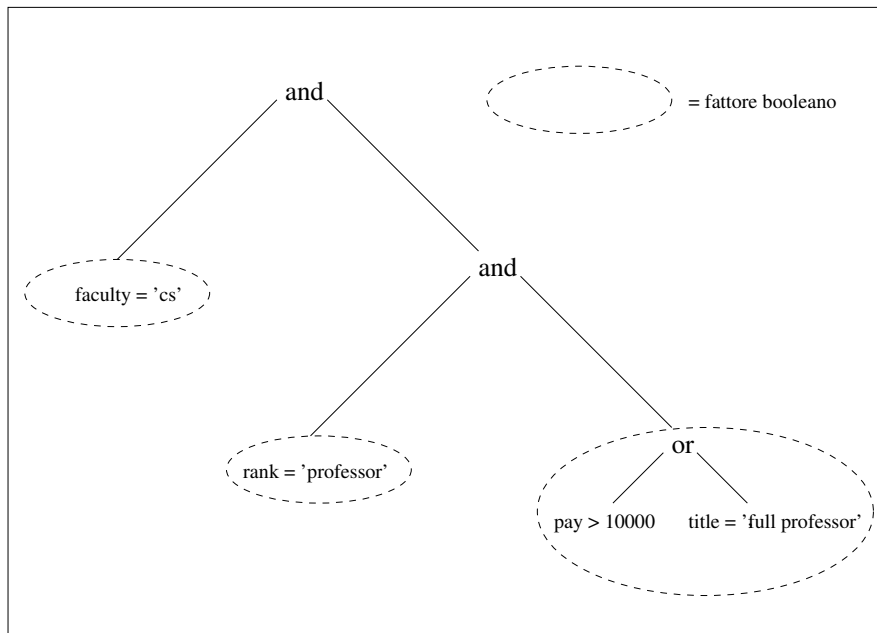 and
= fattore booleano
and
faculty = ’cs’
or
rank = ’professor’
pay > 10000
title = ’full professor’